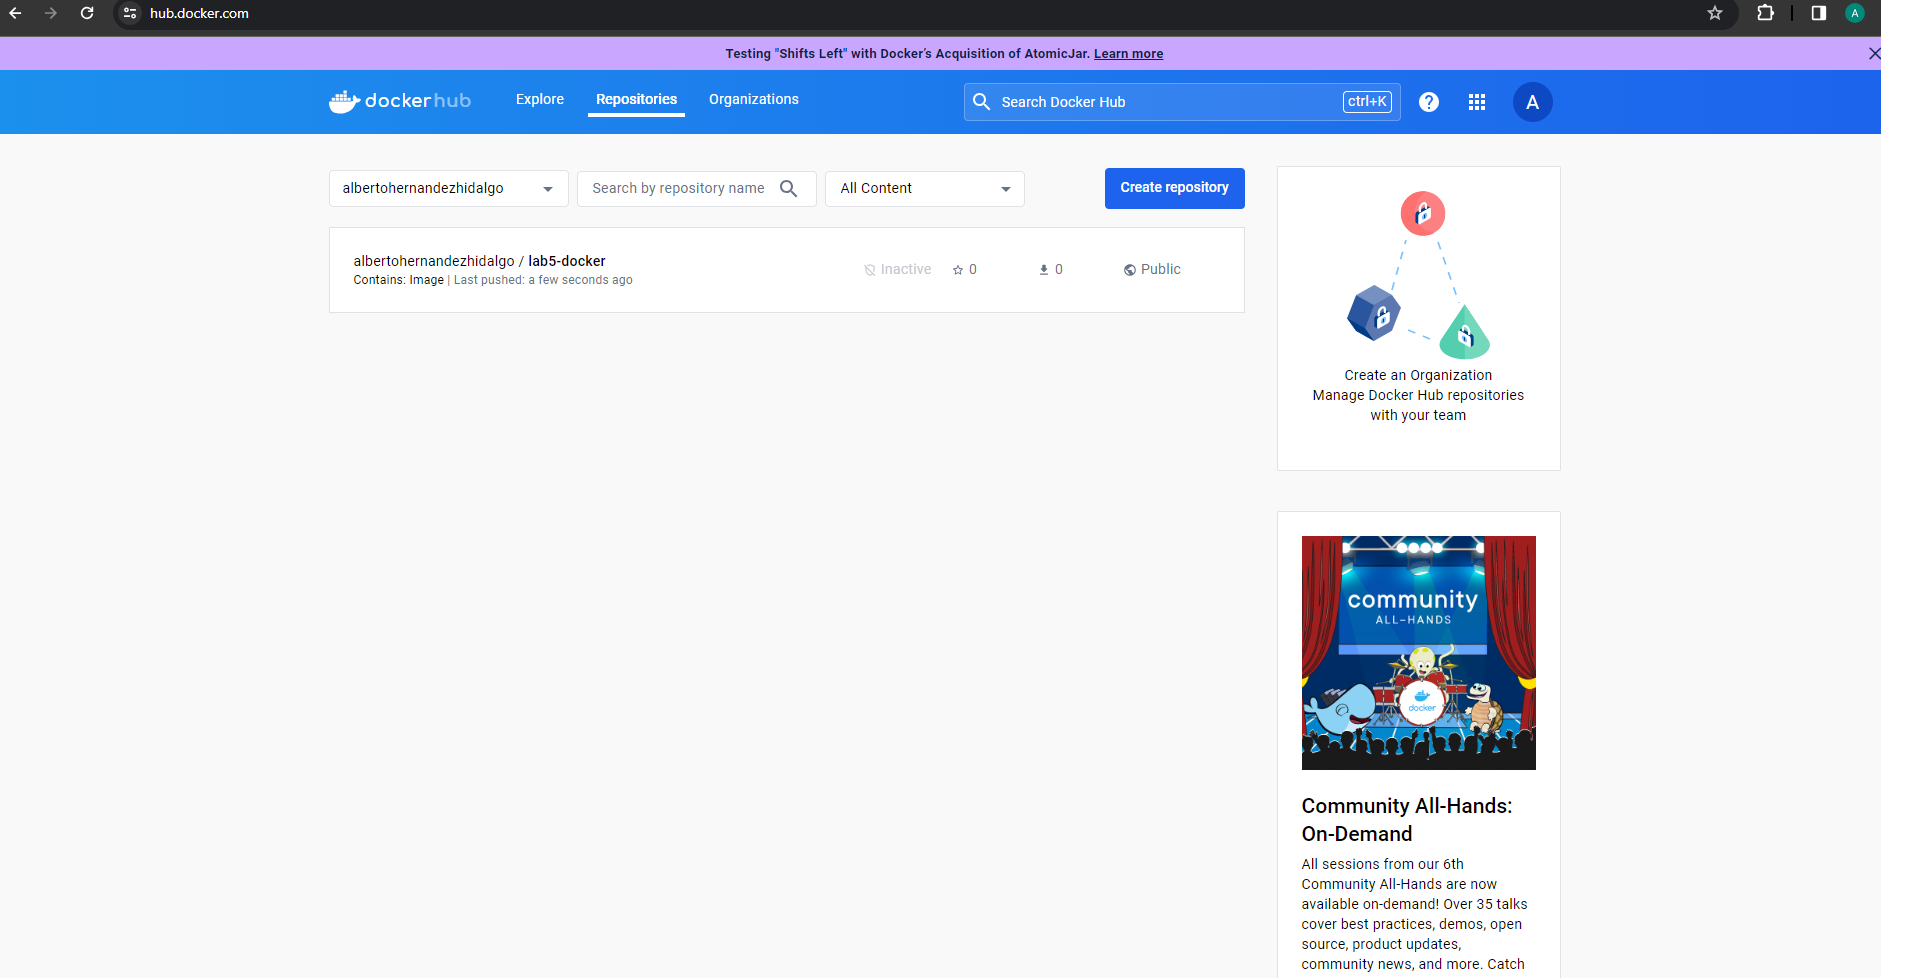 hub.docker.com
A
Testing "Shifts Left" with Docker's Acquisition of AtomicJar. Learn more
docker hub
Explore
Repositories
Organizations
Search Docker Hub
ctrl+K
?
A
albertohernandezhidalgo
Search by repository name
All Content
Create repository
albertohernandezhidalgo / lab5-docker
Contains: Image | Last pushed: a few seconds ago
Inactive
0
0
Public
Create an Organization
Manage Docker Hub repositories
with your team
community
ALL-HANDS
docker
Community All-Hands:
On-Demand
All sessions from our 6th
Community All-Hands are now
available on-demand! Over 35 talks
cover best practices, demos, open
source, product updates,
community news, and more. Catch